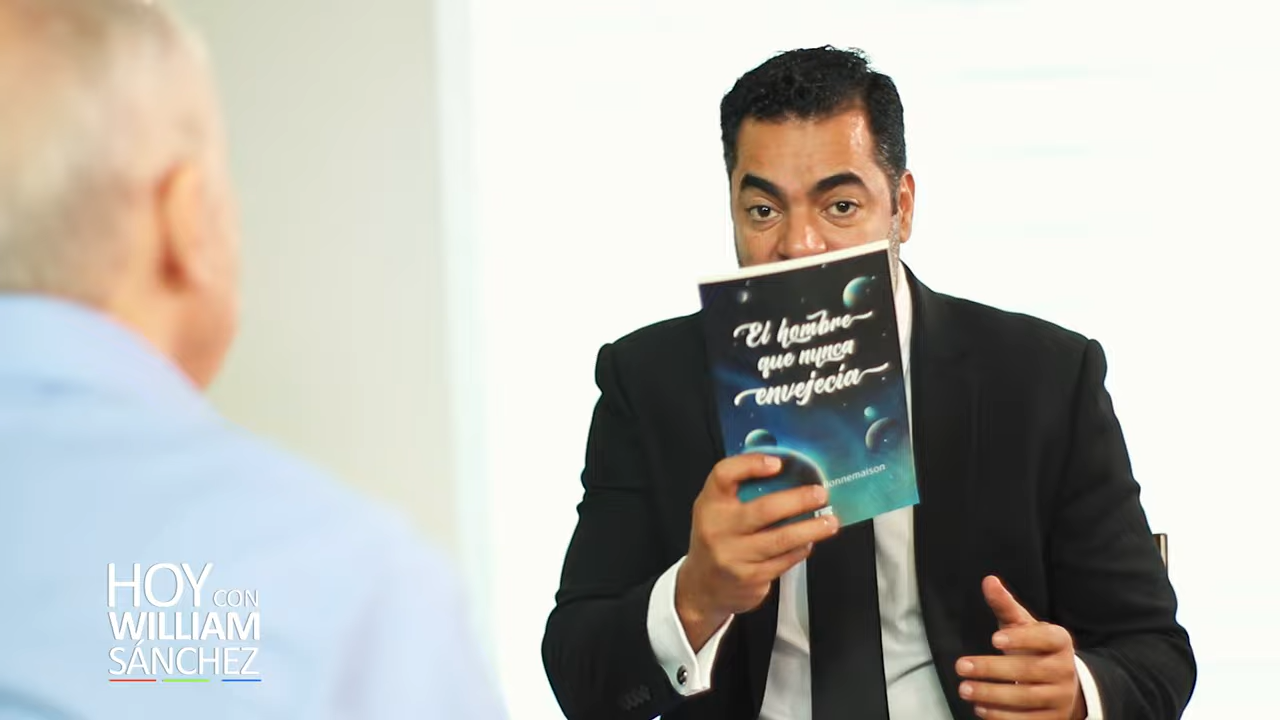 El hombre
que nunca
envejecía
Bonnemaison
HOY CON
WILLIAM
SÁNCHEZ